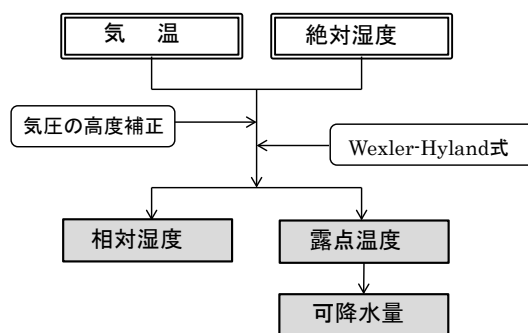 気　温
絶対湿度
気圧の高度補正
Wexler-Hyland式
相対湿度
露点温度
可降水量